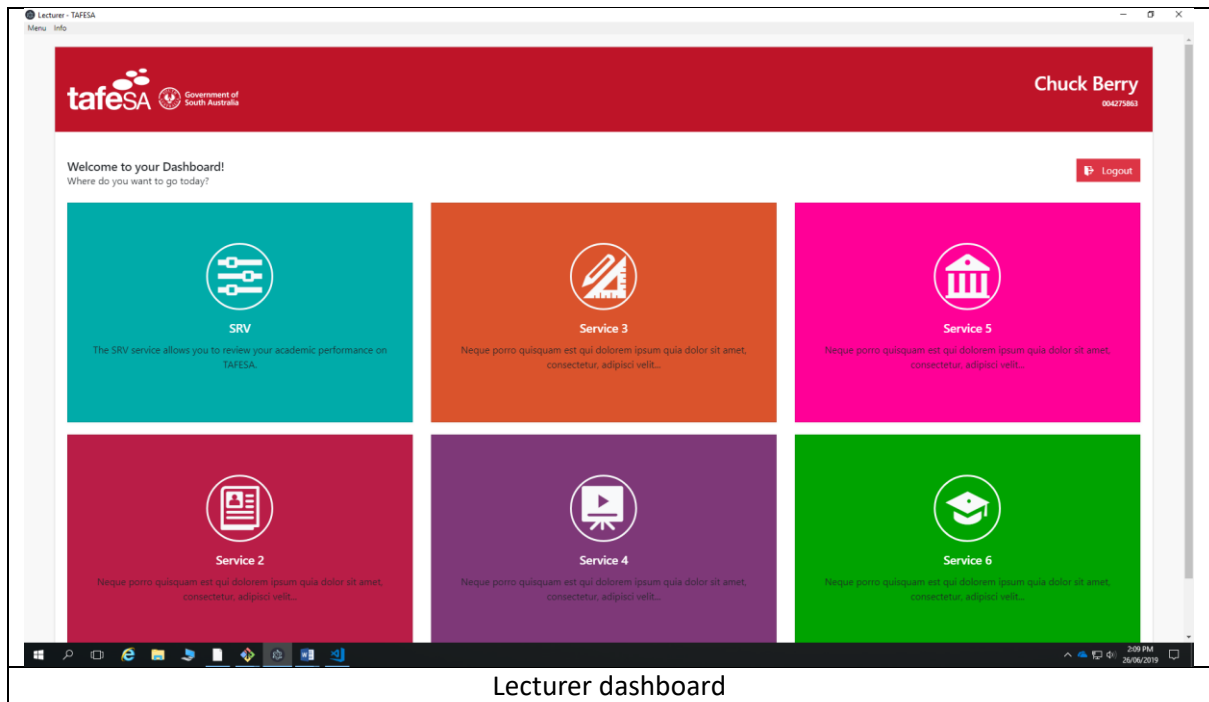 Lecturer - TAFESA
Menu Info
tafeSA
Government of
South Australia
Chuck Berry
004275863
Welcome to your Dashboard!
Where do you want to go today?
Logout
SRV
The SRV service allows you to review your academic performance on
TAFESA.
Service 3
Neque porro quisquam est qui dolorem ipsum quia dolor sit amet,
consectetur, adipisci velit...
Service 5
Neque porro quisquam est qui dolorem ipsum quia dolor sit amet,
consectetur, adipisci velit...
Service 2
Neque porro quisquam est qui dolorem ipsum quia dolor sit amet,
consectetur, adipisci velit...
Service 4
Neque porro quisquam est qui dolorem ipsum quia dolor sit amet,
consectetur, adipisci velit...
Service 6
Neque porro quisquam est qui dolorem ipsum quia dolor sit amet,
consectetur, adipisci velit...
2:09 PM
26/06/2019
Lecturer dashboard